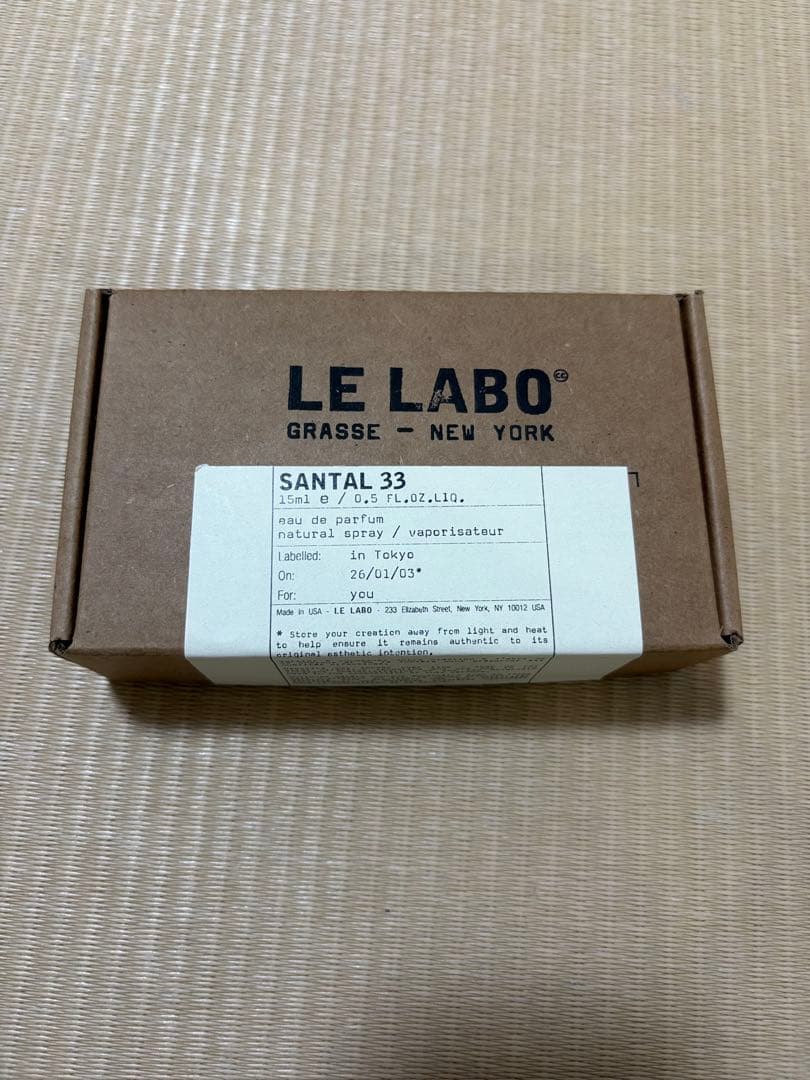 LE LABO
GRASSE — NEW YORK
SANTAL 33
15ml e / 0.5 FL.OZ.LIQ.
eau de parfum
natural spray / vaporisateur
Labelled: in Tokyo
On: 26/01/03*
For: you
Made in USA - LE LABO - 233 Elizabeth Street, New York, NY 10012 USA
* Store your creation away from light and heat
to help ensure it remains authentic to its
original esthetic intention.